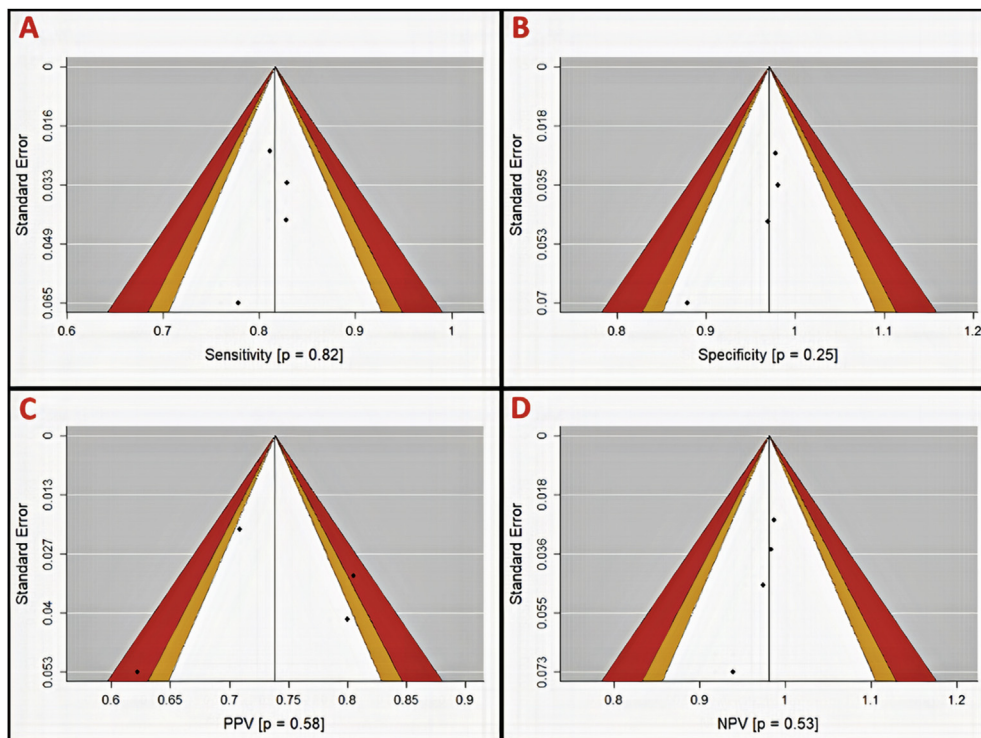 A
Standard Error
0
0.016
0.033
0.049
0.065
0.6 0.7 0.8 0.9 1
Sensitivity [p = 0.82]
B
Standard Error
0
0.018
0.035
0.053
0.07
0.8 0.9 1 1.1 1.2
Specificity [p = 0.25]
C
Standard Error
0
0.013
0.027
0.04
0.053
0.6 0.65 0.7 0.75 0.8 0.85 0.9
PPV [p = 0.58]
D
Standard Error
0
0.018
0.036
0.055
0.073
0.8 0.9 1 1.1 1.2
NPV [p = 0.53]